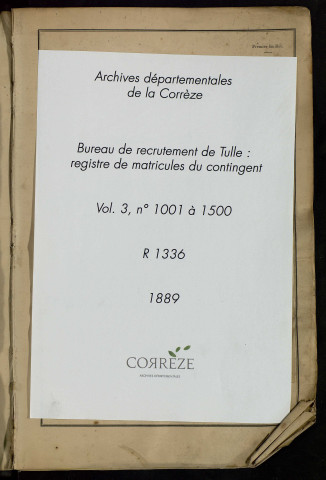 Archives départementales
de la Corrèze
Bureau de recrutement de Tulle :
registre de matricules du contingent
Vol. 3, n° 1001 à 1500
R 1336
1889
CORRÈZE